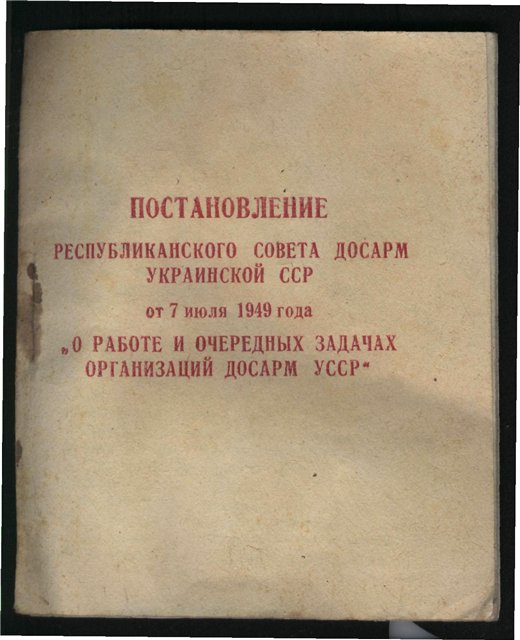 ПОСТАНОВЛЕНИЕ
РЕСПУБЛИКАНСКОГО СОВЕТА ДОСАРМ
УКРАИНСКОЙ ССР
от 7 июля 1949 года
„О РАБОТЕ И ОЧЕРЕДНЫХ ЗАДАЧАХ
ОРГАНИЗАЦИЙ ДОСАРМ УССР“